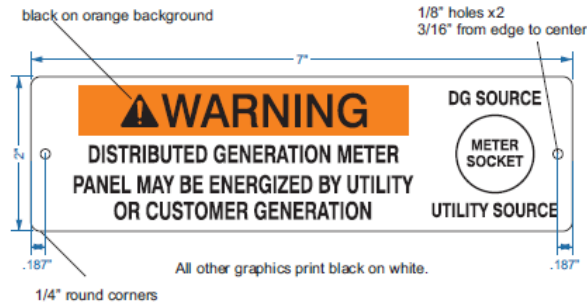 black on orange background
1/8" holes x2
3/16" from edge to center
7"
2"
WARNING
DISTRIBUTED GENERATION METER
PANEL MAY BE ENERGIZED BY UTILITY
OR CUSTOMER GENERATION
DG SOURCE
METER
SOCKET
UTILITY SOURCE
.187"
.187"
All other graphics print black on white.
1/4" round corners